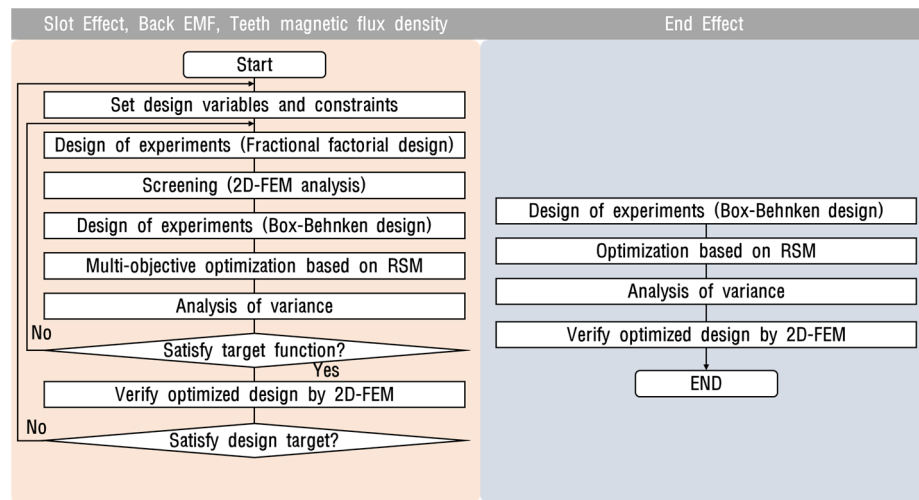 Slot Effect, Back EMF, Teeth magnetic flux density
Start
Set design variables and constraints
Design of experiments (Fractional factorial design)
Screening (2D-FEM analysis)
Design of experiments (Box-Behnken design)
Multi-objective optimization based on RSM
Analysis of variance
No
Satisfy target function?
Yes
Verify optimized design by 2D-FEM
No
Satisfy design target?
End Effect
Design of experiments (Box-Behnken design)
Optimization based on RSM
Analysis of variance
Verify optimized design by 2D-FEM
END